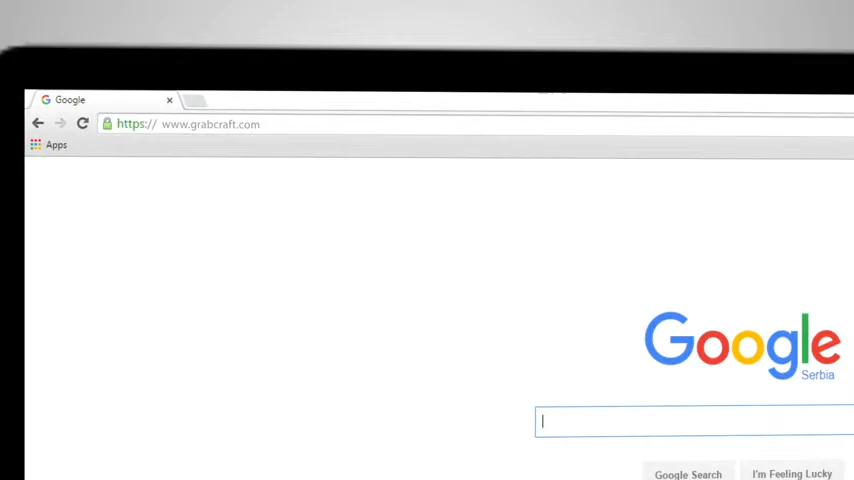 Google
https:// www.grabcraft.com
Apps
Google
Serbia
Google Search
I'm Feeling Lucky